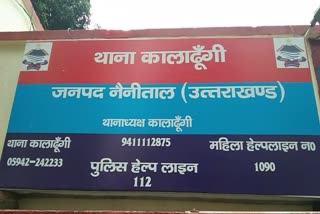 थाना कालाढूँगी
जनपद नैनीताल (उत्तराखण्ड)
थानाध्यक्ष कालाढूँगी
थाना कालाढूँगी 9411112875 महिला हेल्पलाइन न0
05942-242233 पुलिस हेल्प लाइन 1090
112